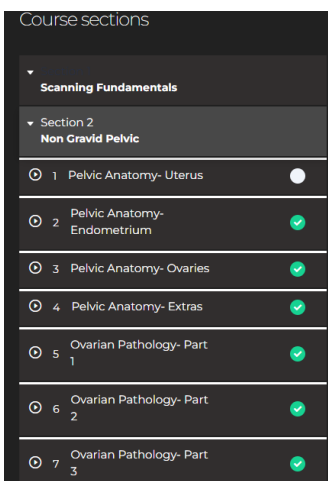 Course sections
Scanning Fundamentals
Section 2
Non Gravid Pelvic
1 Pelvic Anatomy- Uterus
2 Pelvic Anatomy-
Endometrium
3 Pelvic Anatomy- Ovaries
4 Pelvic Anatomy- Extras
5 Ovarian Pathology- Part
1
6 Ovarian Pathology- Part
2
7 Ovarian Pathology- Part
3